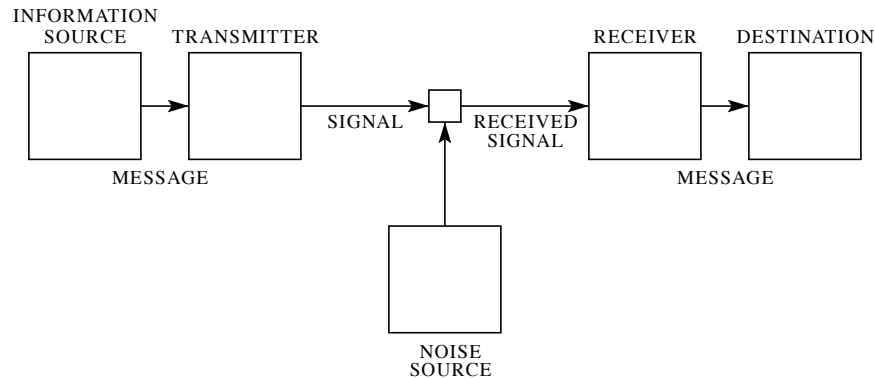 INFORMATION
SOURCE
TRANSMITTER
RECEIVER
DESTINATION
SIGNAL
RECEIVED
SIGNAL
MESSAGE
MESSAGE
NOISE
SOURCE